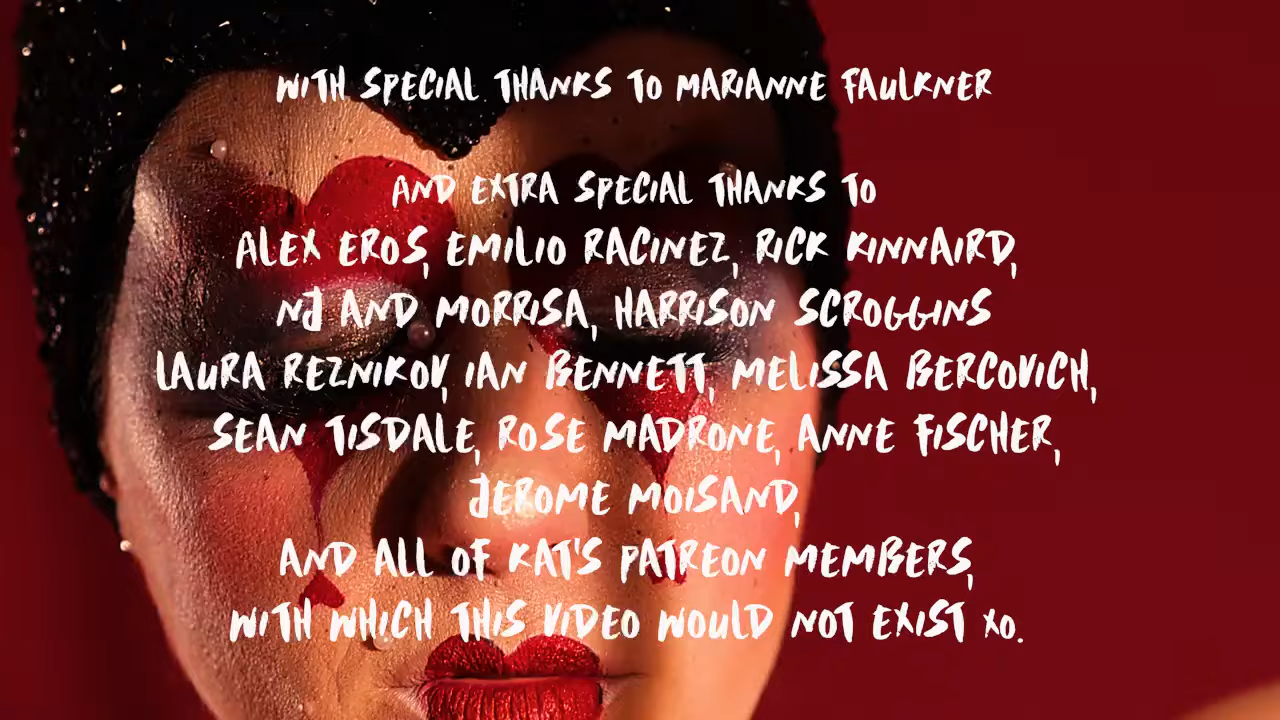 WITH SPECIAL THANKS TO MARIANNE FAULKNER
AND EXTRA SPECIAL THANKS TO
ALEX EROS, EMILIO RACINEZ, RICK KINNAIRD,
NJ AND MORRISA, HARRISON SCROGGINS
LAURA REZNIKOV, IAN BENNETT, MELISSA BERCOVICH,
SEAN TISDALE, ROSE MADRONE, ANNE FISCHER,
JEROME MOISAND,
AND ALL OF KAT'S PATREON MEMBERS,
WITH WHICH THIS VIDEO WOULD NOT EXIST XO.